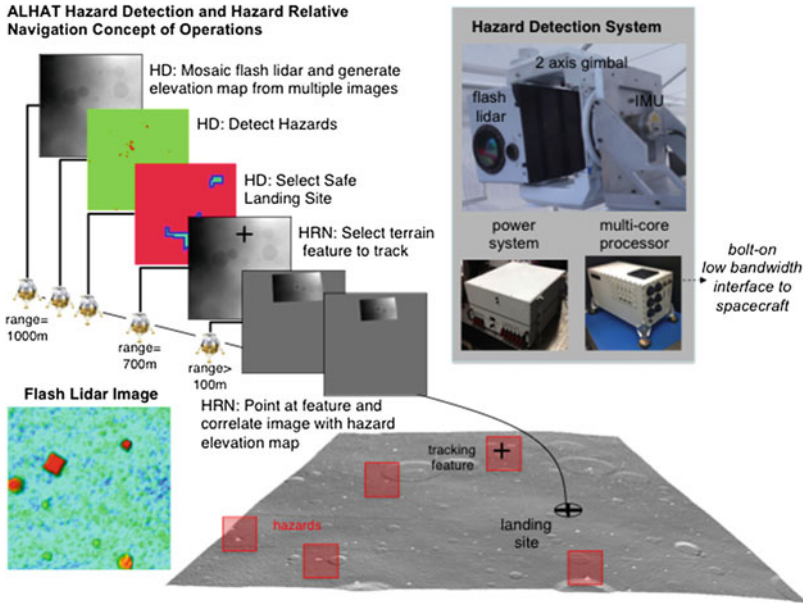 ALHAT Hazard Detection and Hazard Relative
Navigation Concept of Operations
HD: Mosaic flash lidar and generate
elevation map from multiple images
HD: Detect Hazards
HD: Select Safe
Landing Site
HRN: Select terrain
feature to track
range=
1000m
range=
700m
range>
100m
HRN: Point at feature and
correlate image with hazard
elevation map
Hazard Detection System
2 axis gimbal
flash
lidar
IMU
power
system
multi-core
processor
bolt-on
low bandwidth
interface to
spacecraft
Flash Lidar Image
tracking
feature
hazards
landing
site